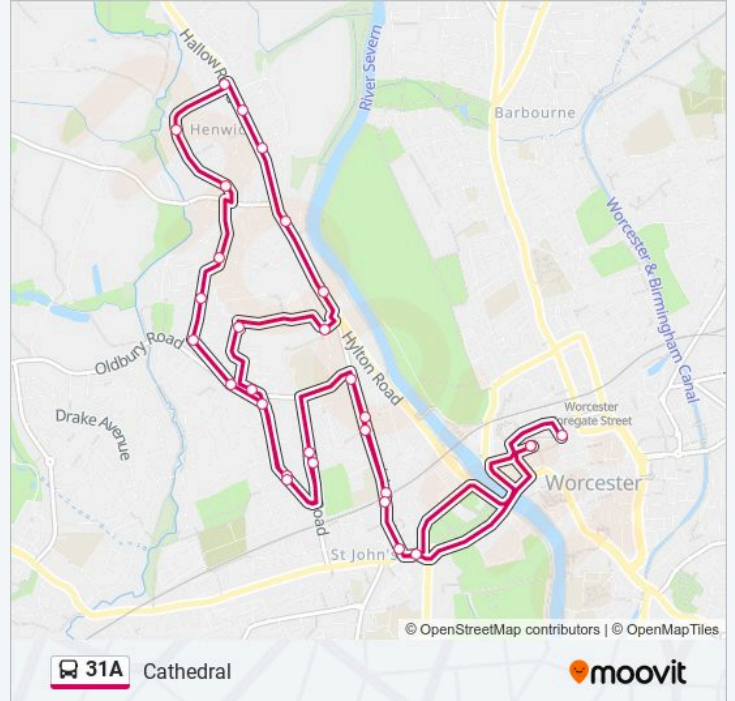 Hallow R
River Severn
Barbourne
Henwic
Worcester & Birmingham Canal
Oldbury Road
Hylton Road
Drake Avenue
Worcester
oregate Street
Worcester
oad
St John's
© OpenStreetMap contributors | © OpenMapTiles
31A Cathedral
moovit